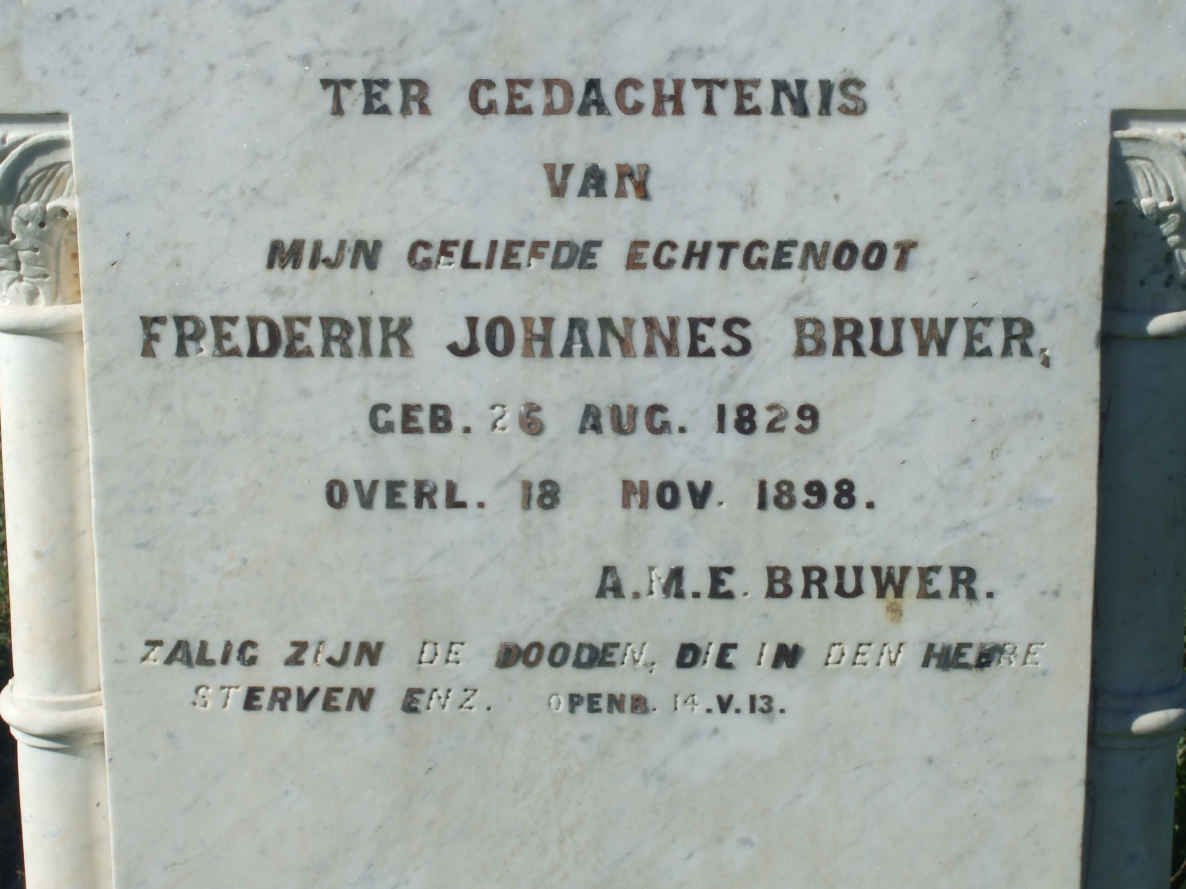 TER GEDACHTENIS
VAN
MIJN GELIEFDE ECHTGENOOT
FREDERIK JOHANNES BRUWER,
GEB. 26 AUG. 1829
OVERL. 18 NOV. 1898.
A.M.E. BRUWER.
ZALIG ZIJN DE DOODEN, DIE IN DEN HEERE
STERVEN ENZ. OPENB. 14.V.13.